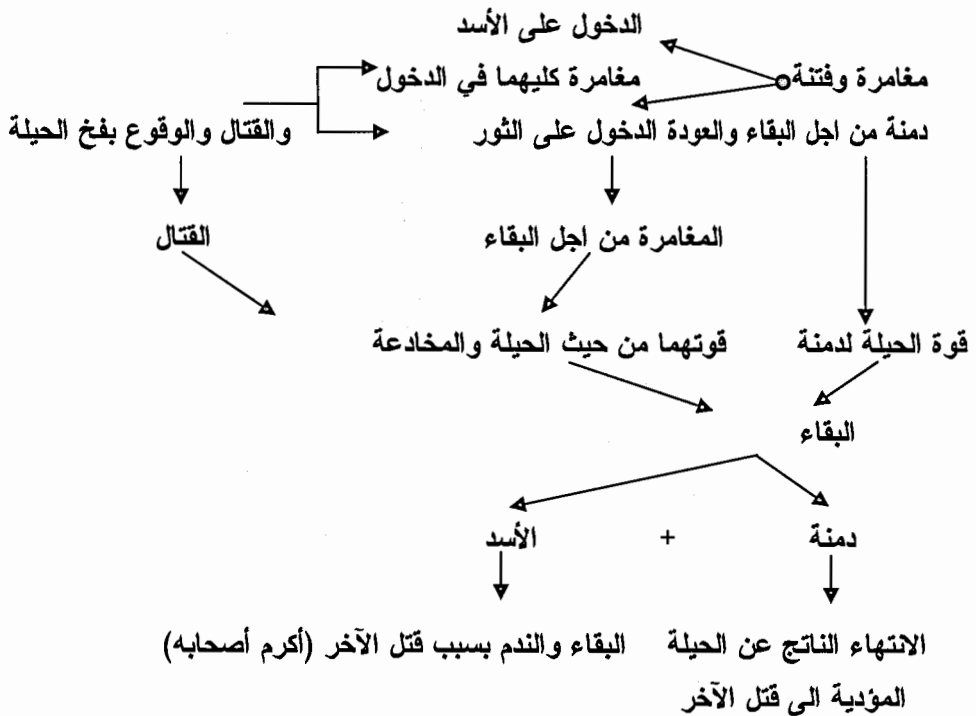 الدخول على الأسد
مغامرة وفتنة مغامرة كليهما في الدخول
دمنة من اجل البقاء والعودة الدخول على الثور والقتال والوقوع بفخ الحيلة
المغامرة من اجل البقاء القتال
قوة الحيلة لدمنة قوتهما من حيث الحيلة والمخادعة
البقاء
دمنة + الأسد
الانتهاء الناتج عن الحيلة البقاء والندم بسبب قتل الآخر (أكرم أصحابه)
المؤدية الى قتل الآخر